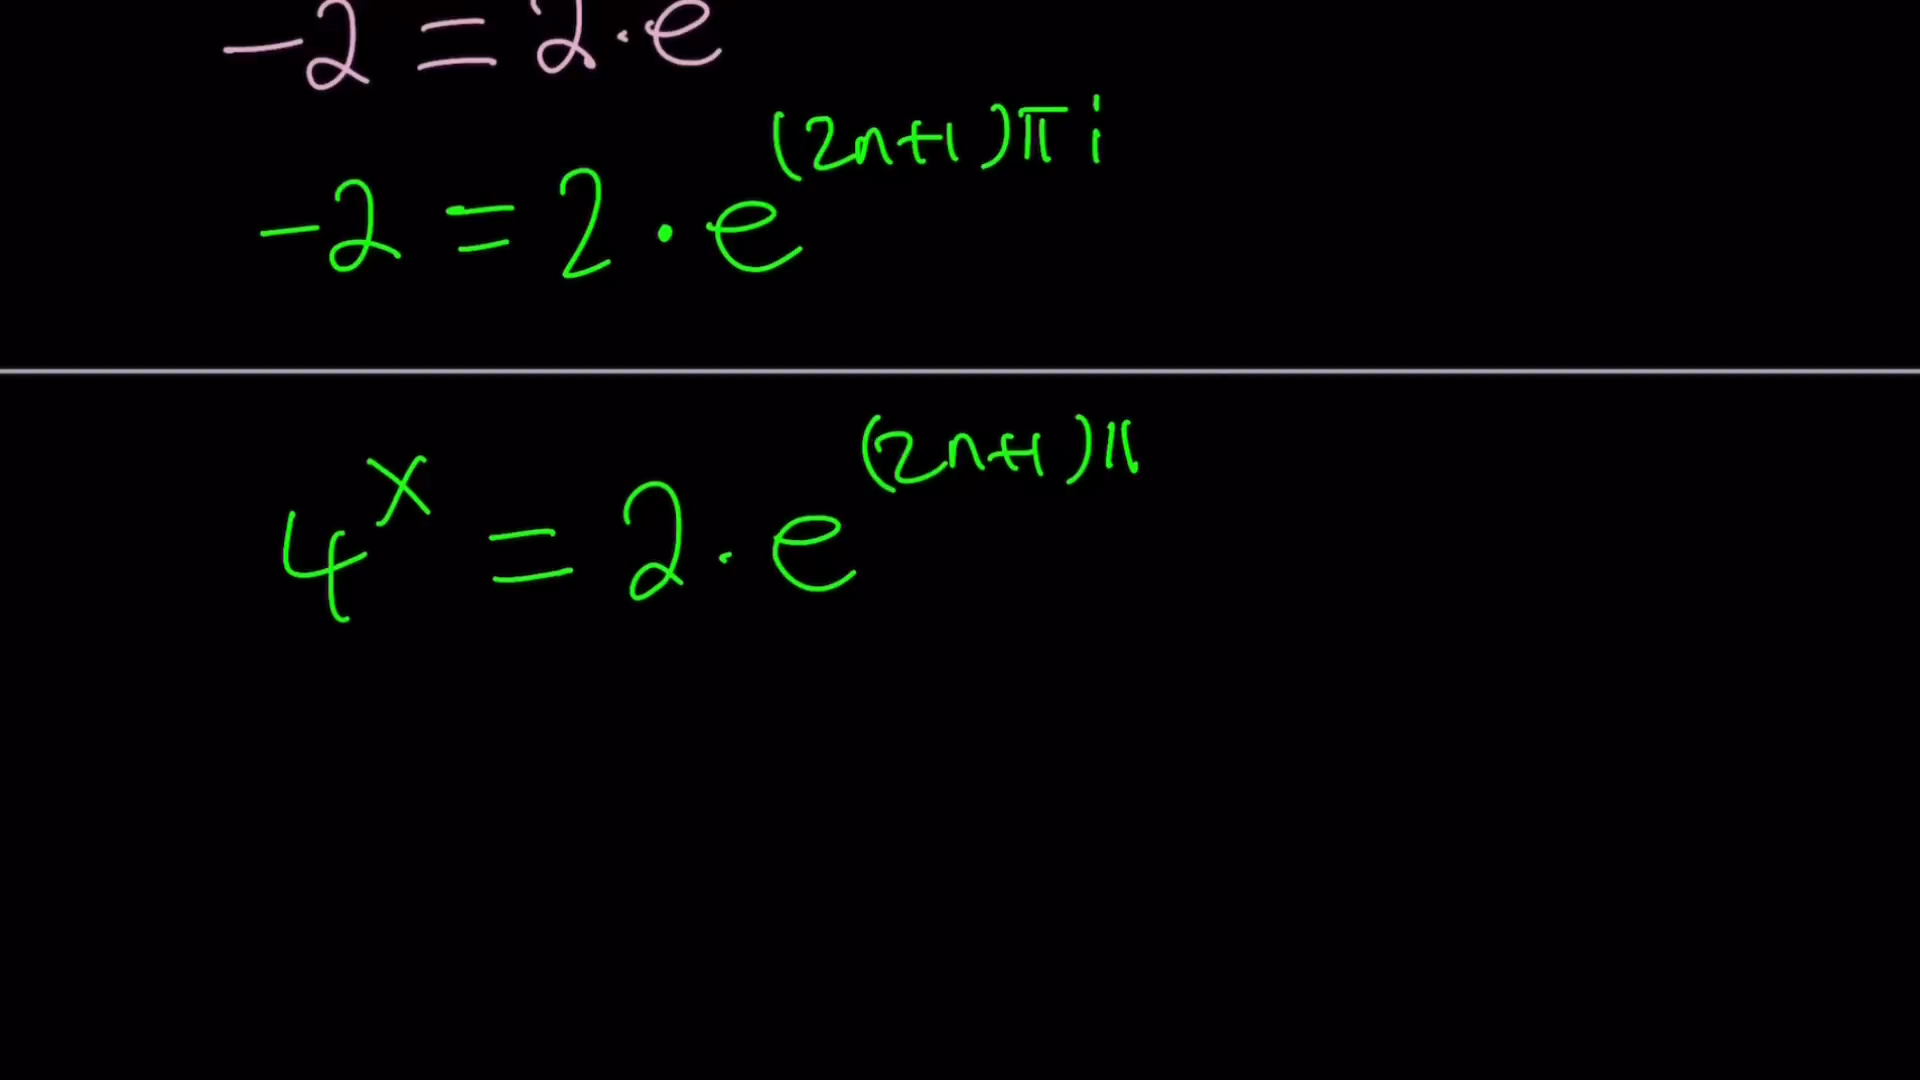 -2 = 2 · e
-2 = 2 · e^(2n+1)πi
4^x = 2 · e^(2n+1)π